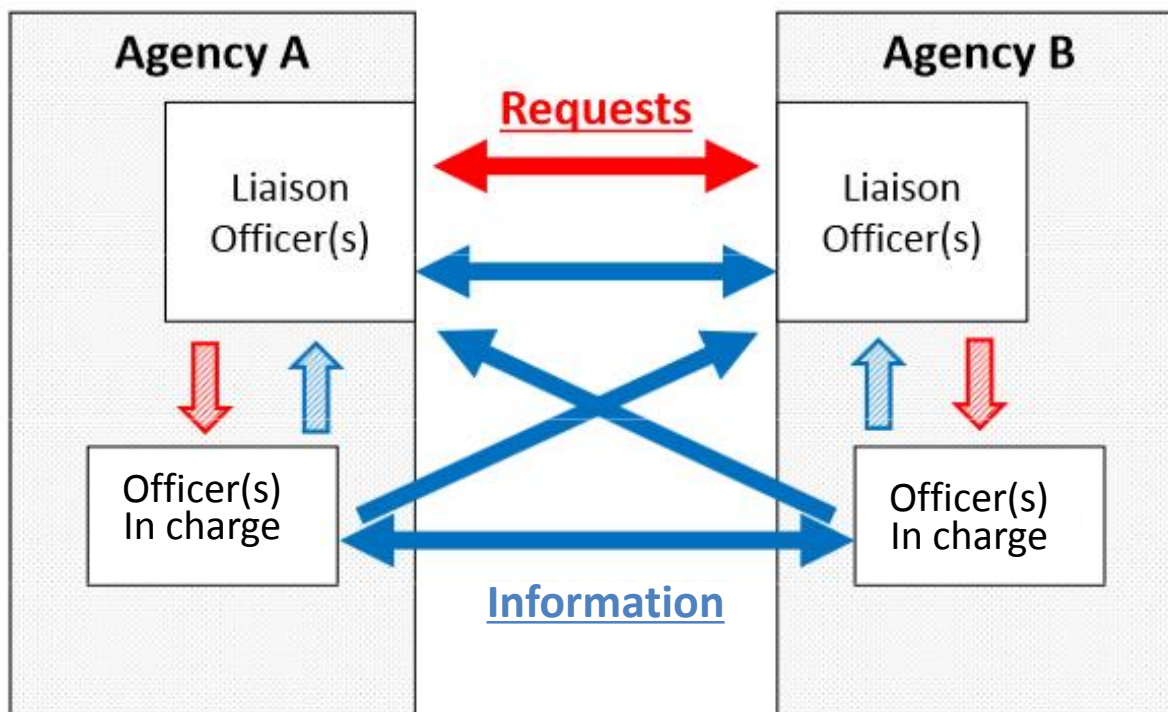 Agency A
Agency B
Requests
Liaison
Officer(s)
Liaison
Officer(s)
Officer(s)
In charge
Officer(s)
In charge
Information